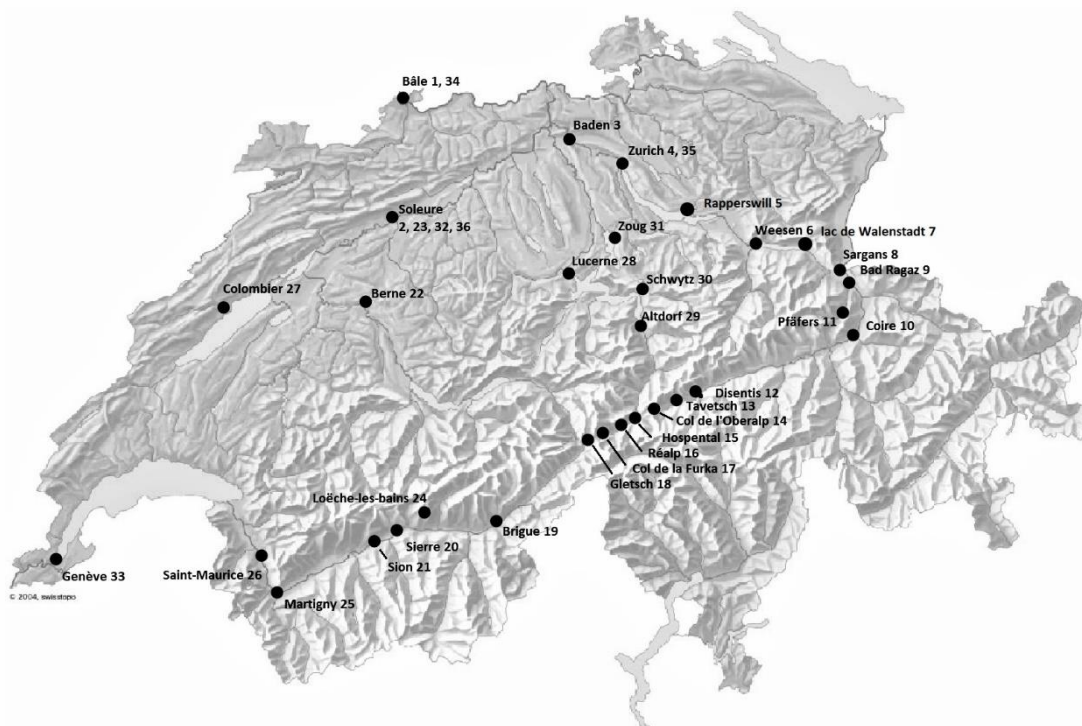 Bâle 1, 34
Baden 3
Zurich 4, 35
Rapperswill 5
Soleure
2, 23, 32, 36
Zoug 31
Weesen 6
lac de Walenstadt 7
Sargans 8
Bad Ragaz 9
Lucerne 28
Schwytz 30
Colombier 27
Berne 22
Altdorf 29
Pfäfers 11
Coire 10
Disentis 12
Tavetsch 13
Col de l'Oberalp 14
Hospental 15
Réalp 16
Col de la Furka 17
Gletsch 18
Loëche-les-bains 24
Brigue 19
Sierre 20
Sion 21
Saint-Maurice 26
Genève 33
Martigny 25
© 2004, swisstopo